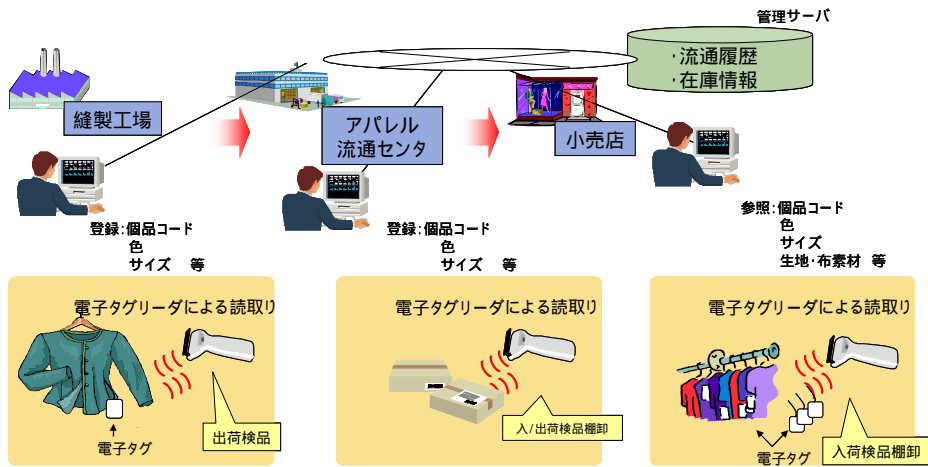 管理サーバ
・流通履歴
・在庫情報
縫製工場
アパレル
流通センタ
小売店
登録：個品コード
色
サイズ　等
登録：個品コード
色
サイズ　等
参照：個品コード
色
サイズ
生地・布素材　等
電子タグリーダによる読取り
出荷検品
電子タグ
電子タグリーダによる読取り
入/出荷検品棚卸
電子タグリーダによる読取り
入荷検品棚卸
電子タグ